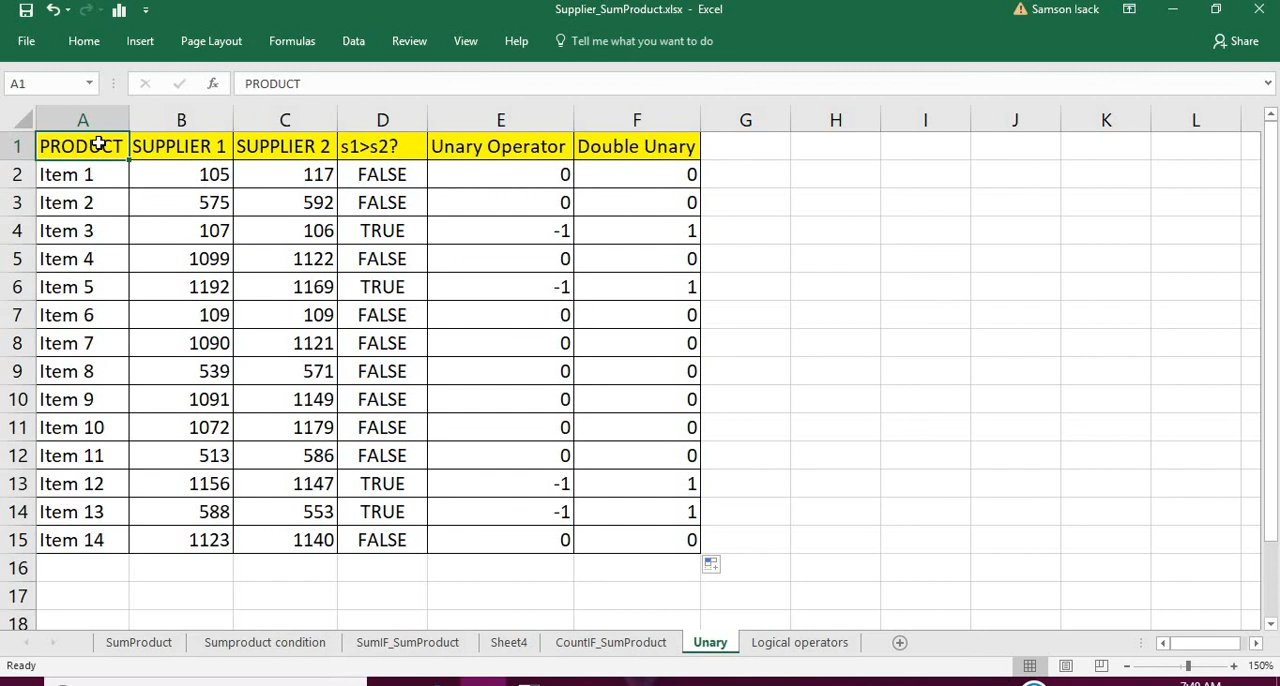 Supplier_SumProduct.xlsx - Excel
Samson Isack
File Home Insert Page Layout Formulas Data Review View Help Tell me what you want to do Share
A1 fx PRODUCT
A B C D E F G H I J K L
1 PRODUCT SUPPLIER 1 SUPPLIER 2 s1>s2? Unary Operator Double Unary
2 Item 1 105 117 FALSE 0 0
3 Item 2 575 592 FALSE 0 0
4 Item 3 107 106 TRUE -1 1
5 Item 4 1099 1122 FALSE 0 0
6 Item 5 1192 1169 TRUE -1 1
7 Item 6 109 109 FALSE 0 0
8 Item 7 1090 1121 FALSE 0 0
9 Item 8 539 571 FALSE 0 0
10 Item 9 1091 1149 FALSE 0 0
11 Item 10 1072 1179 FALSE 0 0
12 Item 11 513 586 FALSE 0 0
13 Item 12 1156 1147 TRUE -1 1
14 Item 13 588 553 TRUE -1 1
15 Item 14 1123 1140 FALSE 0 0
16
17
18
SumProduct Sumproduct condition SumIF_SumProduct Sheet4 CountIF_SumProduct Unary Logical operators
Ready 150%